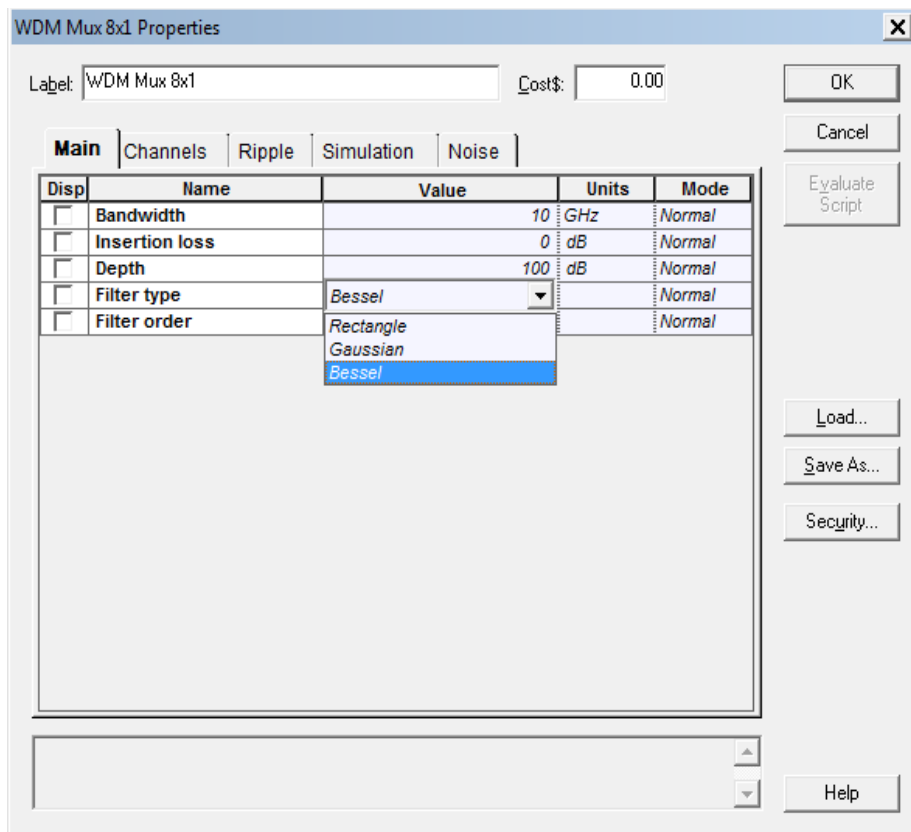 WDM Mux 8x1 Properties
Label: WDM Mux 8x1 Cost$: 0.00 OK
Cancel
Main Channels Ripple Simulation Noise
Evaluate
Script
Disp Name Value Units Mode
Bandwidth 10 GHz Normal
Insertion loss 0 dB Normal
Depth 100 dB Normal
Filter type Bessel Normal
Filter order Normal
Rectangle
Gaussian
Bessel
Load...
Save As...
Security...
Help